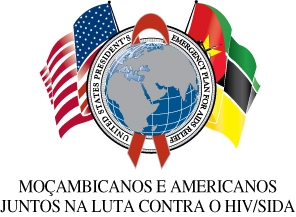 UNITED STATES PRESIDENT'S
EMERGENCY PLAN FOR AIDS RELIEF
MOÇAMBICANOS E AMERICANOS
JUNTOS NA LUTA CONTRA O HIV/SIDA